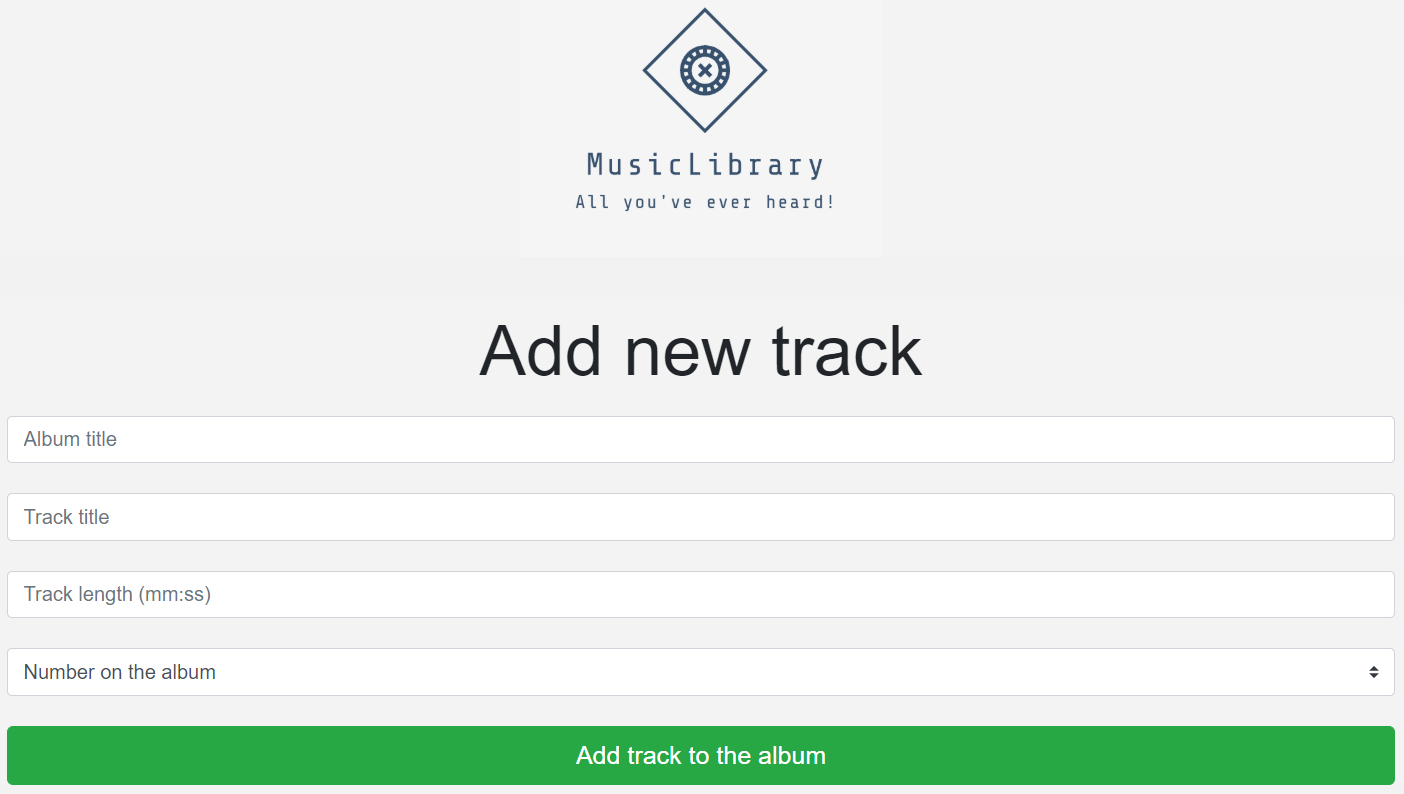 MusicLibrary
All you've ever heard!
Add new track
Album title
Track title
Track length (mm:ss)
Number on the album
Add track to the album